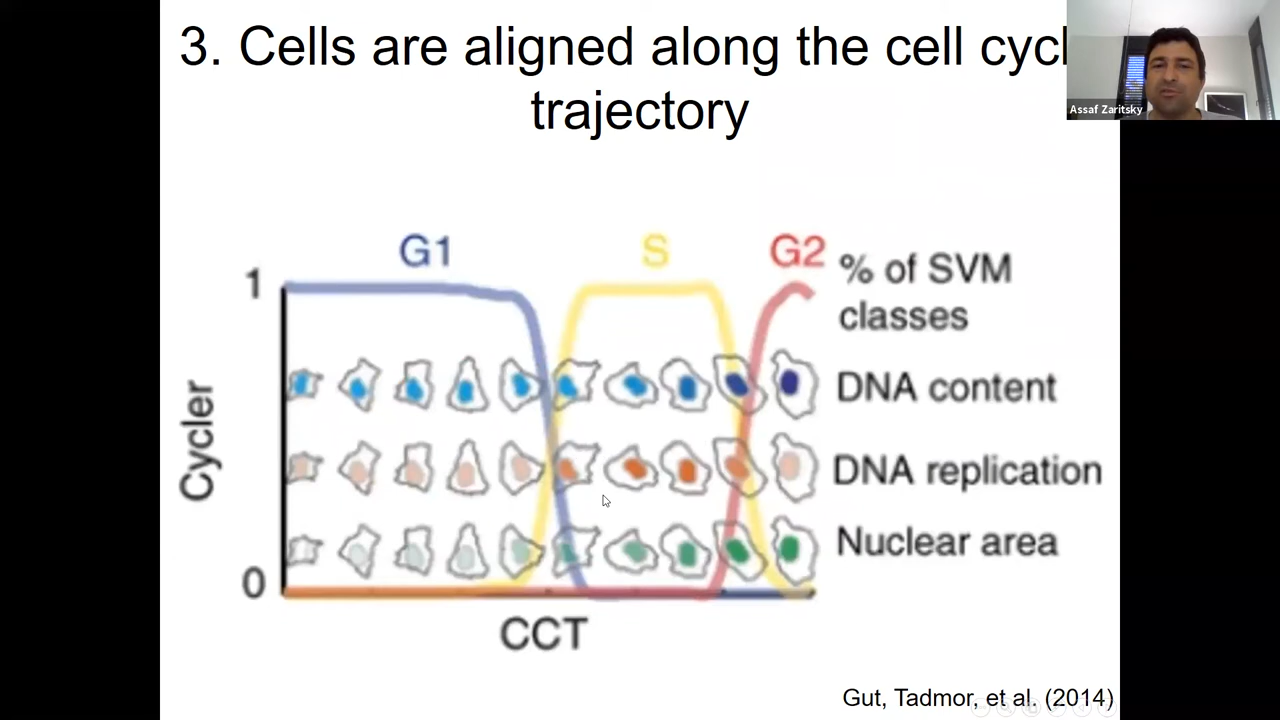 3. Cells are aligned along the cell cycl
trajectory
Assaf Zaritsky
G1
S
G2
% of SVM
classes
1
DNA content
Cycler
DNA replication
Nuclear area
0
CCT
Gut, Tadmor, et al. (2014)